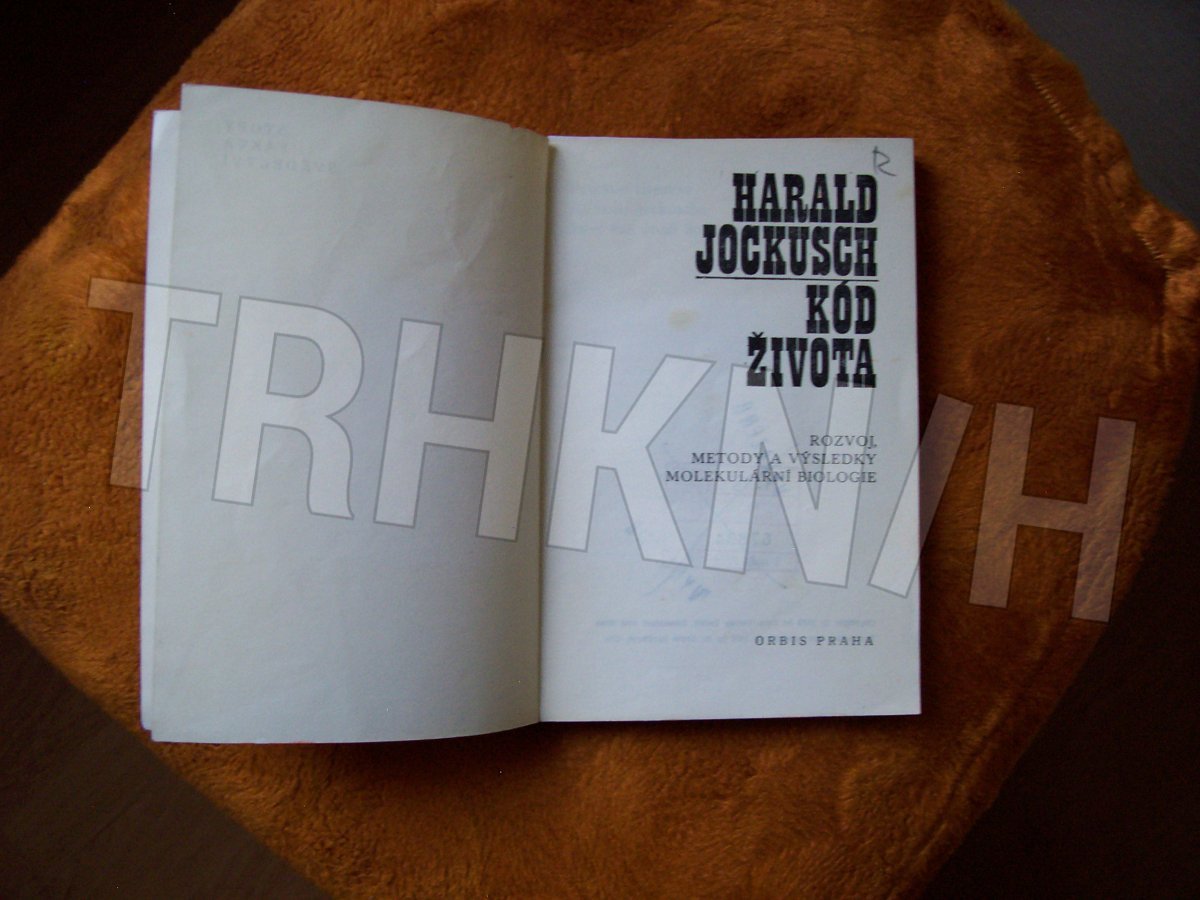 R
HARALD
JOCKUSCH
KÓD
ŽIVOTA
ROZVOJ,
METODY A VÝSLEDKY
MOLEKULÁRNÍ BIOLOGIE
ORBIS PRAHA
TRHKNIH